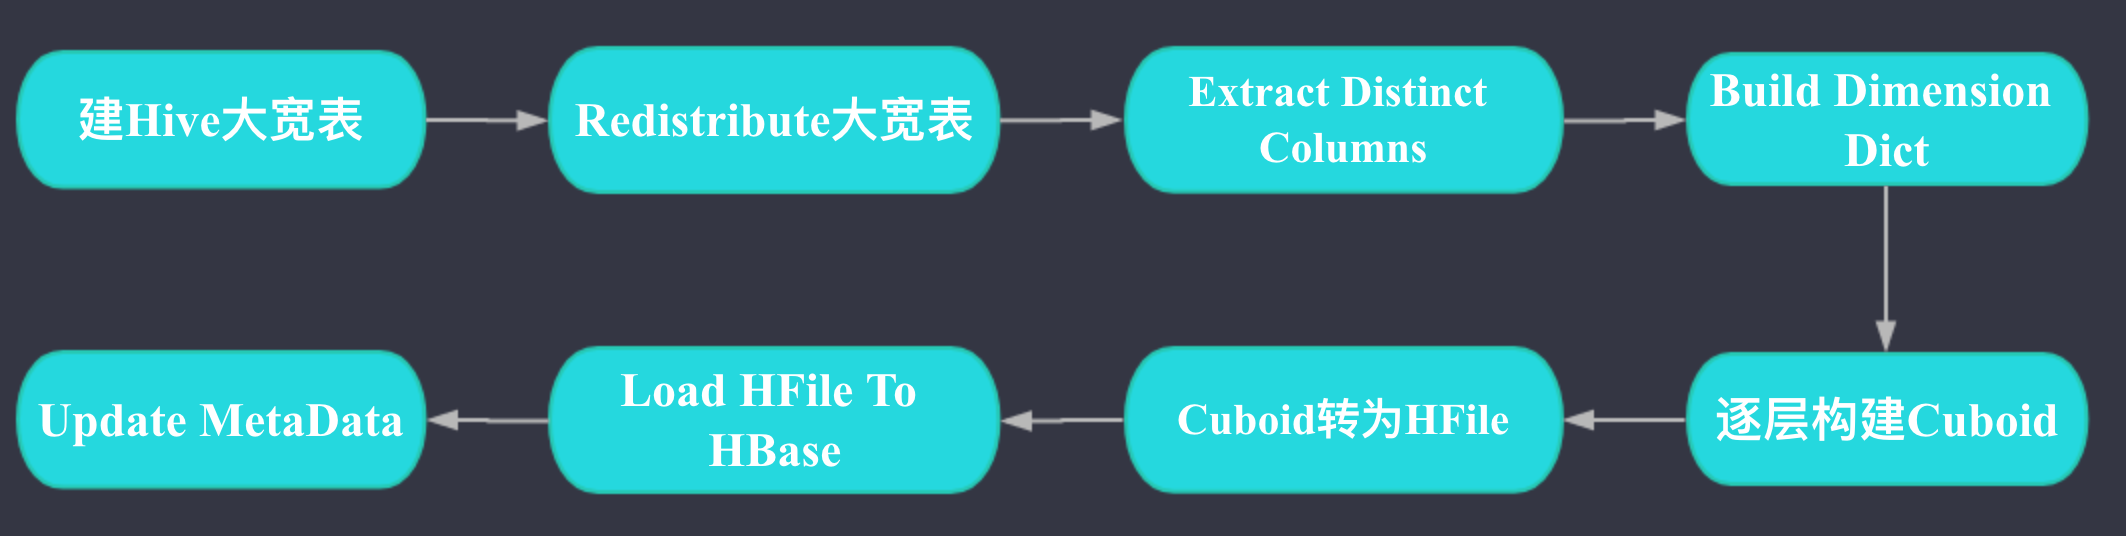 建Hive大宽表
Redistribute大宽表
Extract Distinct
Columns
Build Dimension
Dict
逐层构建Cuboid
Cuboid转为HFile
Load HFile To
HBase
Update MetaData